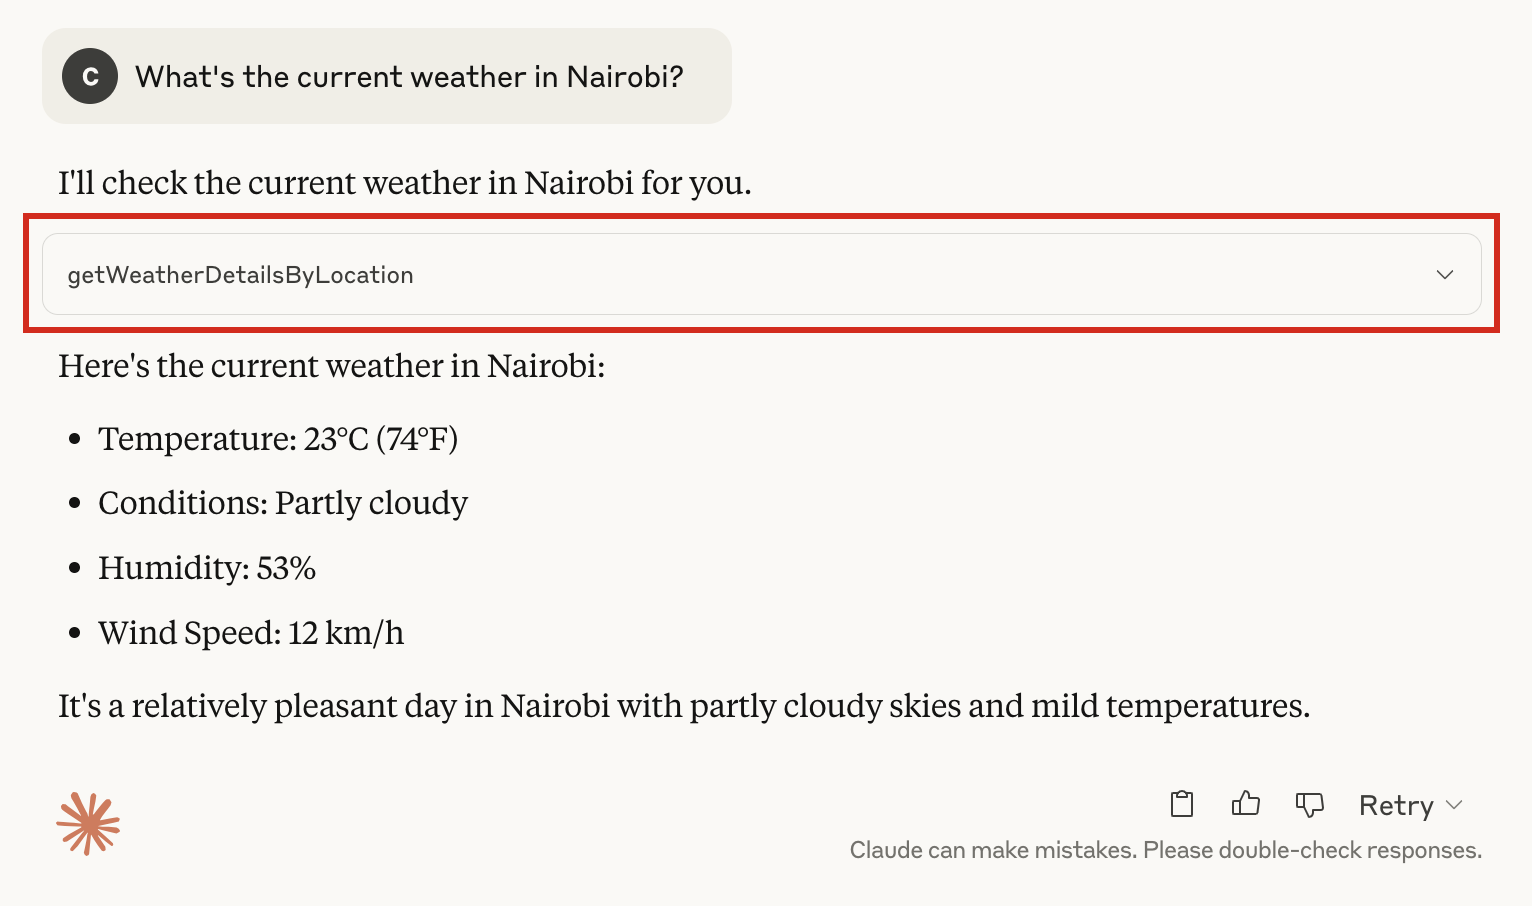 C
What's the current weather in Nairobi?
I'll check the current weather in Nairobi for you.
getWeatherDetailsByLocation
Here's the current weather in Nairobi:
• Temperature: 23°C (74°F)
• Conditions: Partly cloudy
• Humidity: 53%
• Wind Speed: 12 km/h
It's a relatively pleasant day in Nairobi with partly cloudy skies and mild temperatures.
Retry
Claude can make mistakes. Please double-check responses.